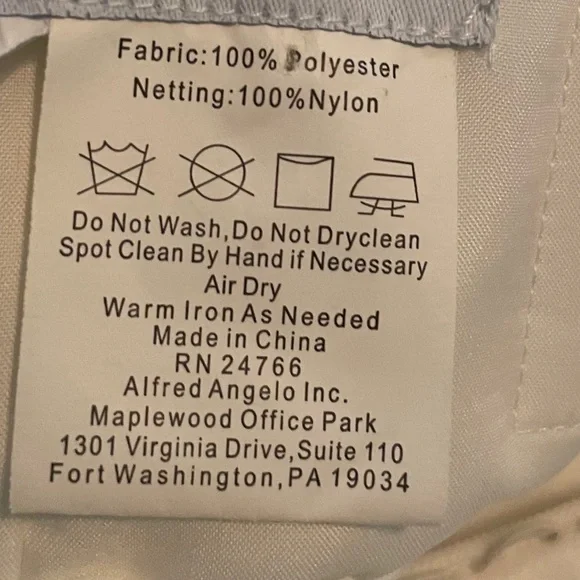 Fabric:100% Polyester
Netting:100%Nylon
Do Not Wash,Do Not Dryclean
Spot Clean By Hand if Necessary
Air Dry
Warm Iron As Needed
Made in China
RN 24766
Alfred Angelo Inc.
Maplewood Office Park
1301 Virginia Drive,Suite 110
Fort Washington,PA 19034